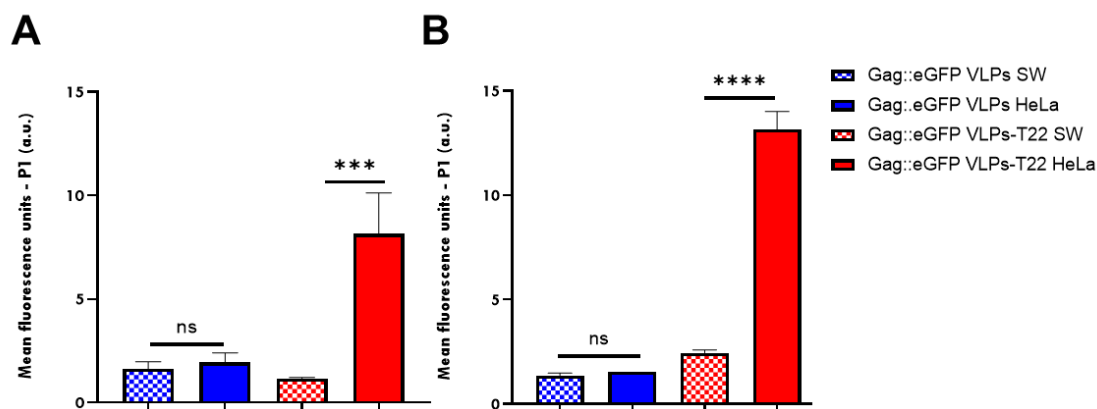 A
Mean fluorescence units - P1 (a.u.)
15
10
5
0
ns
***
B
Mean fluorescence units - P1 (a.u.)
15
10
5
0
ns
****
Gag::eGFP VLPs SW
Gag:.eGFP VLPs HeLa
Gag::eGFP VLPs-T22 SW
Gag::eGFP VLPs-T22 HeLa